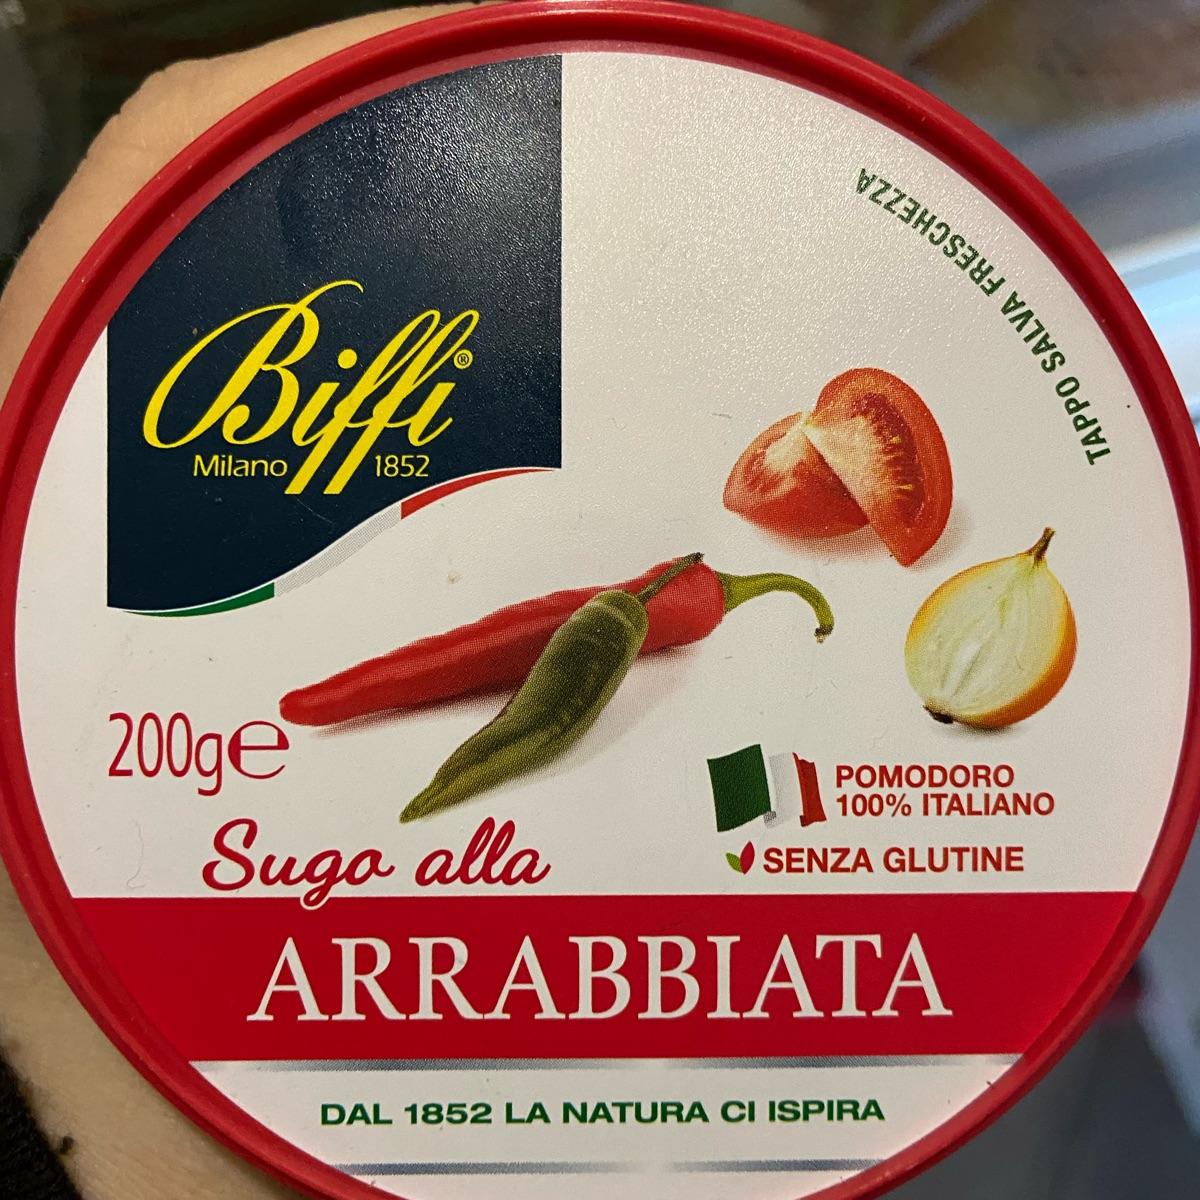 Biffi®
Milano 1852
TAPPO SALVA FRESCHEZZA
200g℮
POMODORO
100% ITALIANO
SENZA GLUTINE
Sugo alla
ARRABBIATA
DAL 1852 LA NATURA CI ISPIRA